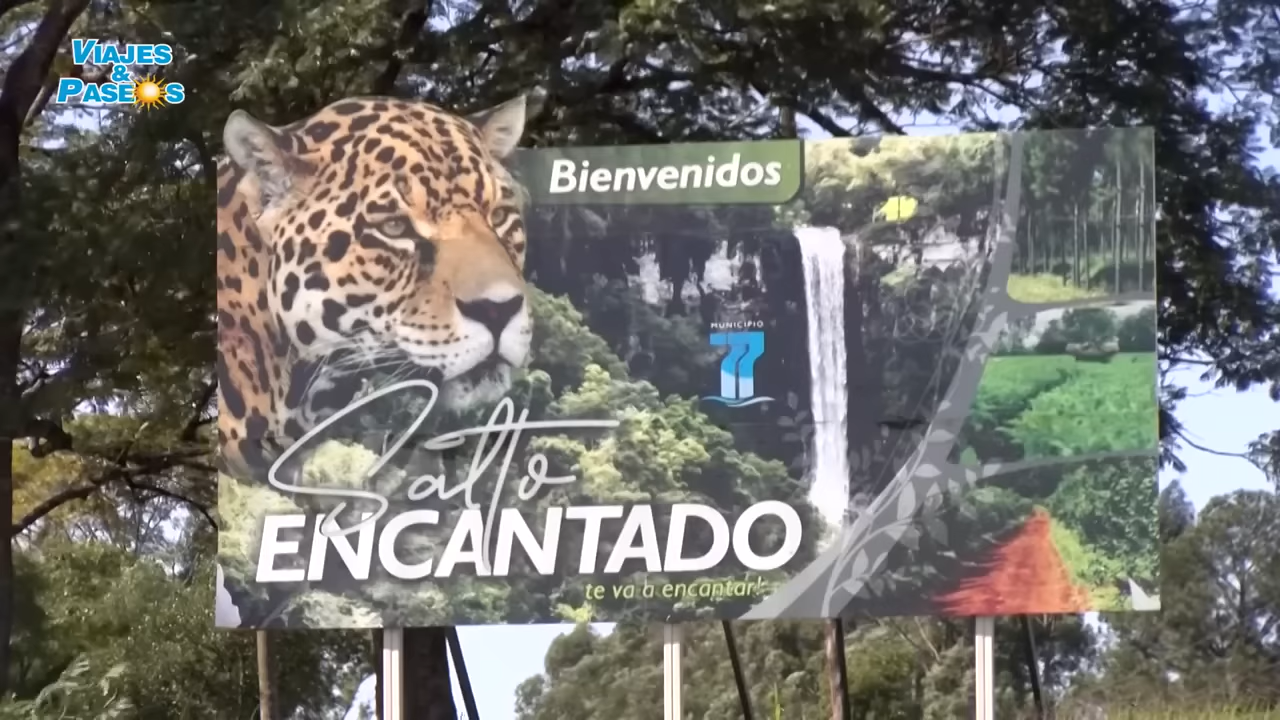 VIAJES
&
PASEOS
Bienvenidos
MUNICIPIO
Salto
ENCANTADO
te va a encantar!